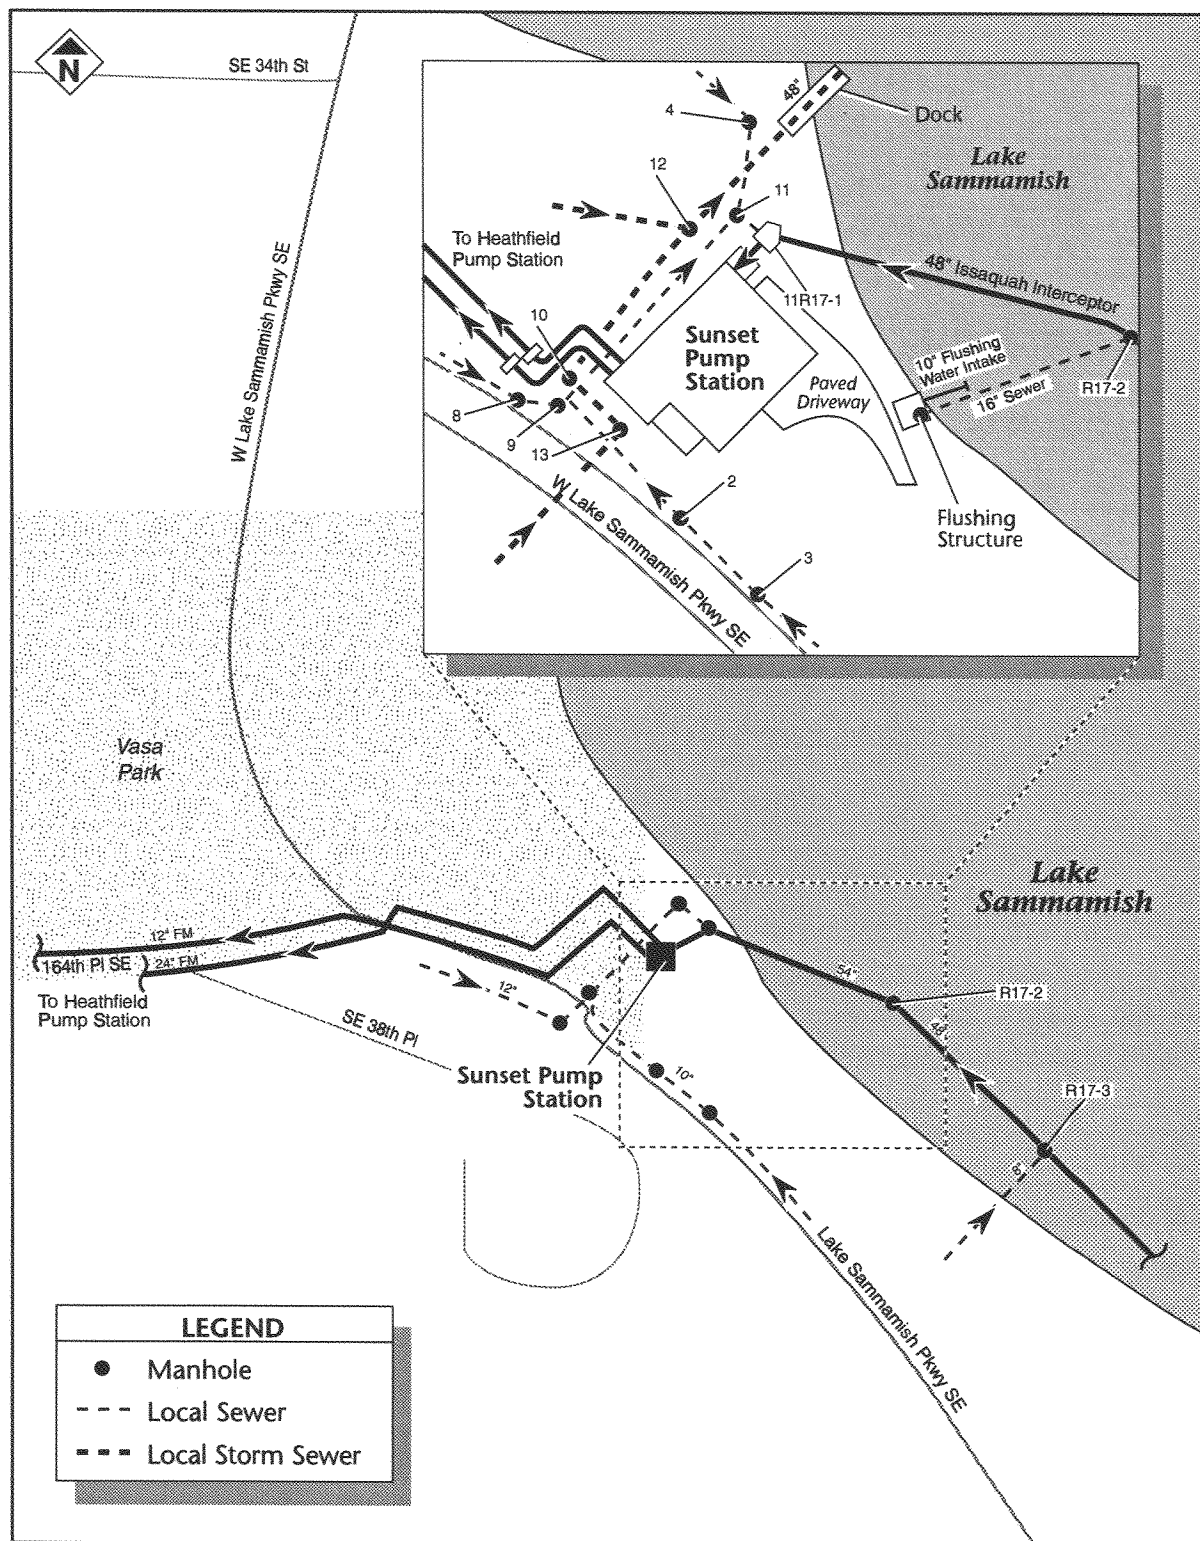 N
SE 34th St
W Lake Sammamish Pkwy SE
4
48"
Dock
Lake
Sammamish
12
11
To Heathfield
Pump Station
48" Issaquah Interceptor
11R17-1
10
Sunset
Pump
Station
10" Flushing
Water Intake
16" Sewer
R17-2
Paved
Driveway
8
9
13
2
W Lake Sammamish Pkwy SE
Flushing
Structure
3
Vasa
Park
Lake
Sammamish
12" FM
164th Pl SE
24" FM
To Heathfield
Pump Station
12"
54"
R17-2
48"
SE 38th Pl
Sunset Pump
Station
10"
R17-3
8"
Lake Sammamish Pkwy SE
LEGEND
Manhole
Local Sewer
Local Storm Sewer